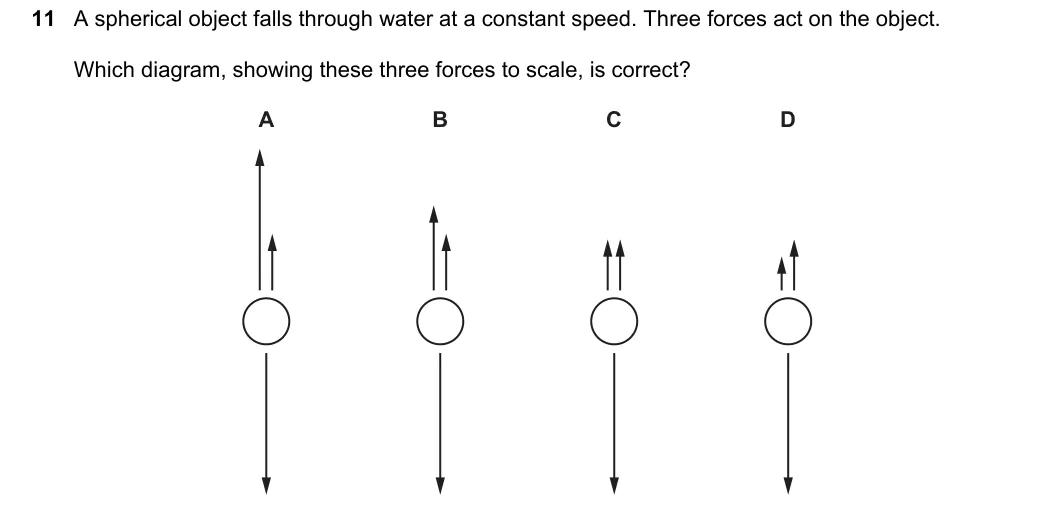 11 A spherical object falls through water at a constant speed. Three forces act on the object.
Which diagram, showing these three forces to scale, is correct?
A B C D